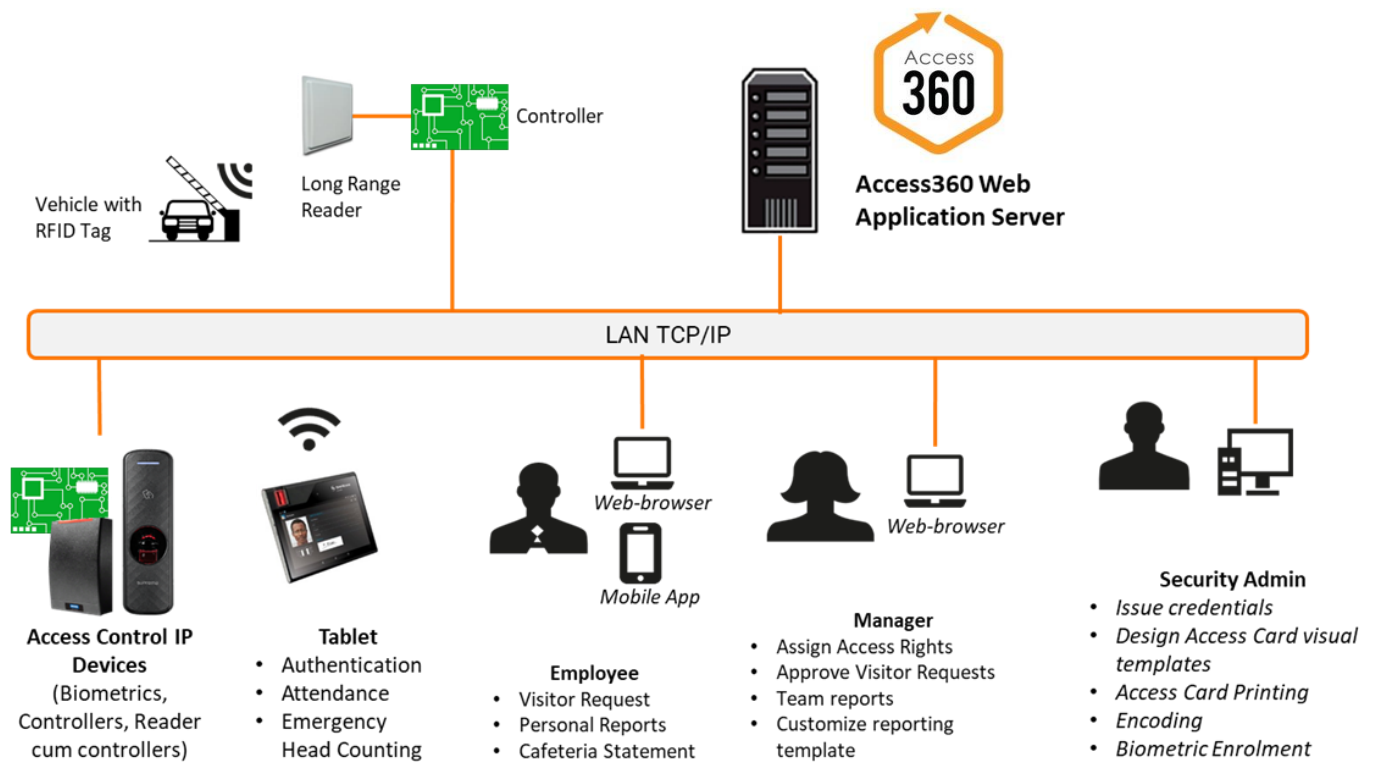 Access
360
Controller
Long Range
Reader
Vehicle with
RFID Tag
Access360 Web
Application Server
LAN TCP/IP
Web-browser
Mobile App
Web-browser
Access Control IP
Devices
(Biometrics,
Controllers, Reader
cum controllers)
Tablet
• Authentication
• Attendance
• Emergency
Head Counting
Employee
• Visitor Request
• Personal Reports
• Cafeteria Statement
Manager
• Assign Access Rights
• Approve Visitor Requests
• Team reports
• Customize reporting
template
Security Admin
• Issue credentials
• Design Access Card visual
templates
• Access Card Printing
• Encoding
• Biometric Enrolment